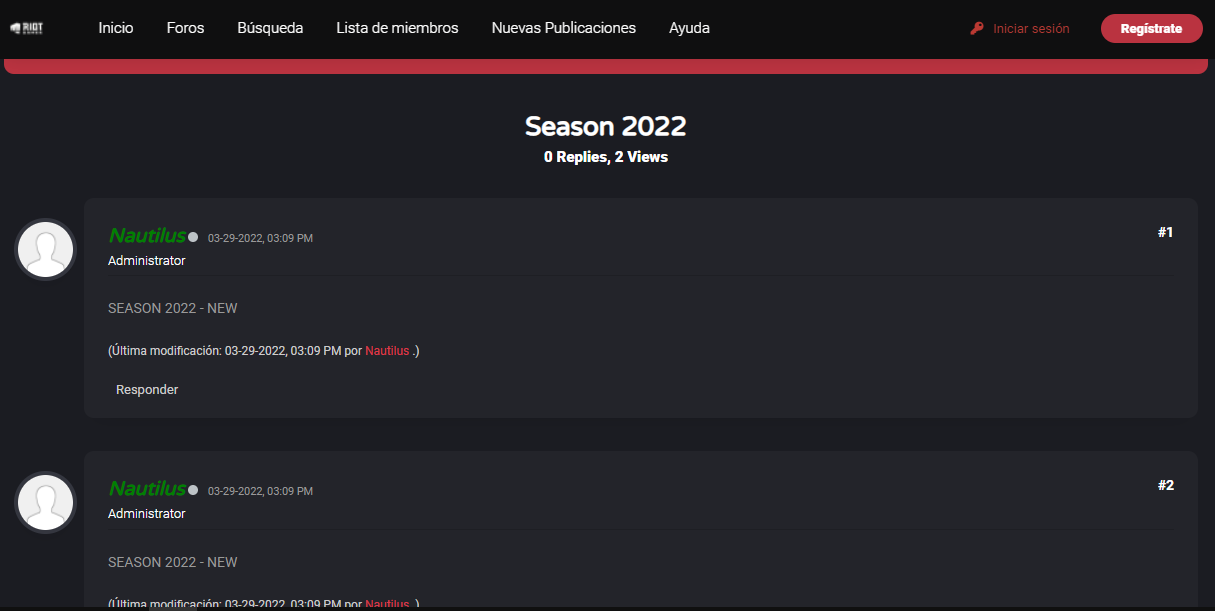 RIOT
Inicio
Foros
Búsqueda
Lista de miembros
Nuevas Publicaciones
Ayuda
Iniciar sesión
Regístrate
Season 2022
0 Replies, 2 Views
Nautilus 03-29-2022, 03:09 PM
#1
Administrator
SEASON 2022 - NEW
(Última modificación: 03-29-2022, 03:09 PM por Nautilus .)
Responder
Nautilus 03-29-2022, 03:09 PM
#2
Administrator
SEASON 2022 - NEW
(Última modificación: 03-29-2022, 03:09 PM por Nautilus .)